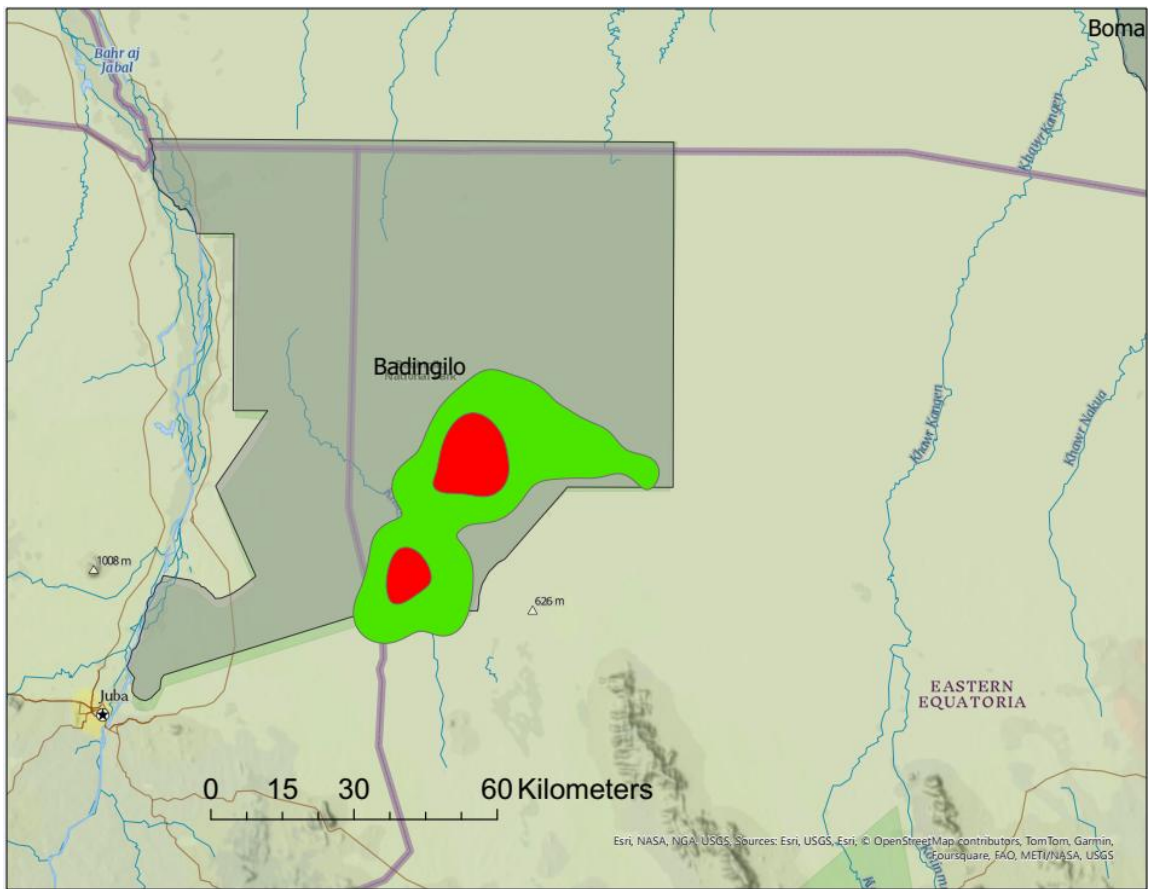 Boma
Bahr aj
Jabal
Khawr Kangen
Badingilo
National Park
Khawr Kangen
Khawr Nakua
1008 m
626 m
Juba
EASTERN
EQUATORIA
0 15 30 60 Kilometers
Esri, NASA, NGA, USGS, Sources: Esri, USGS, Esri, © OpenStreetMap contributors, TomTom, Garmin,
Foursquare, FAO, METI/NASA, USGS